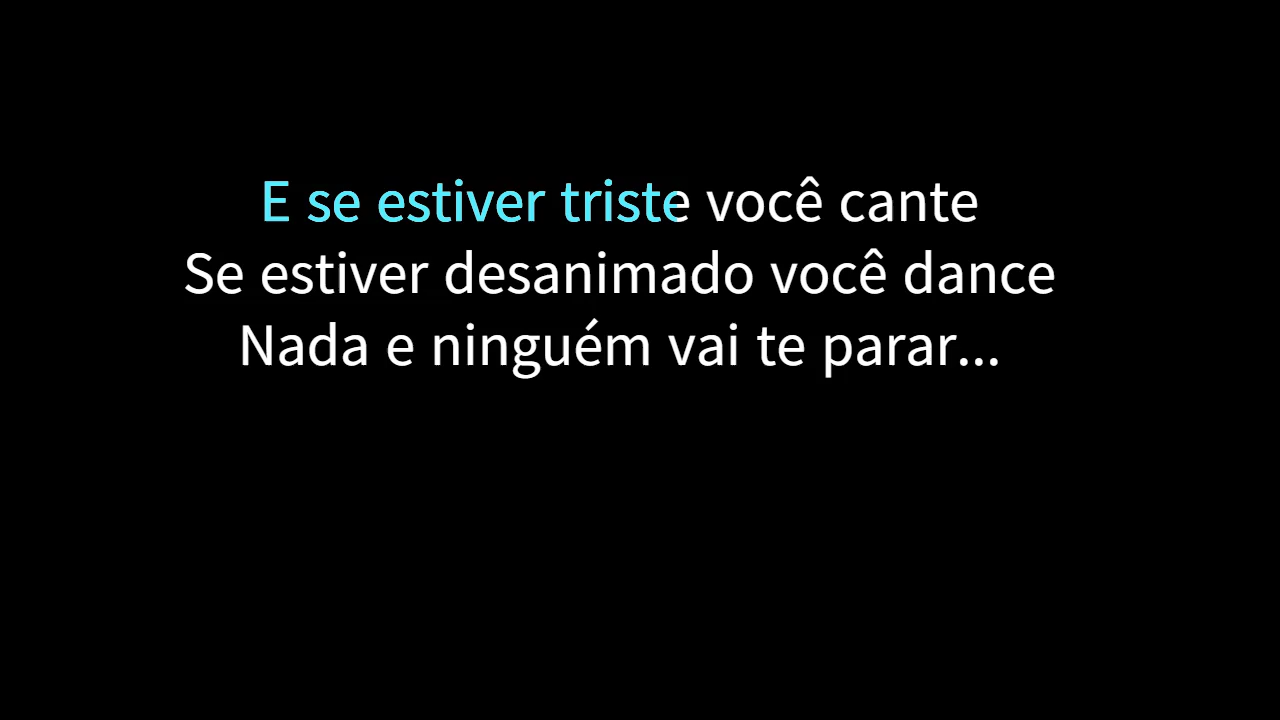 E se estiver triste você cante
Se estiver desanimado você dance
Nada e ninguém vai te parar...